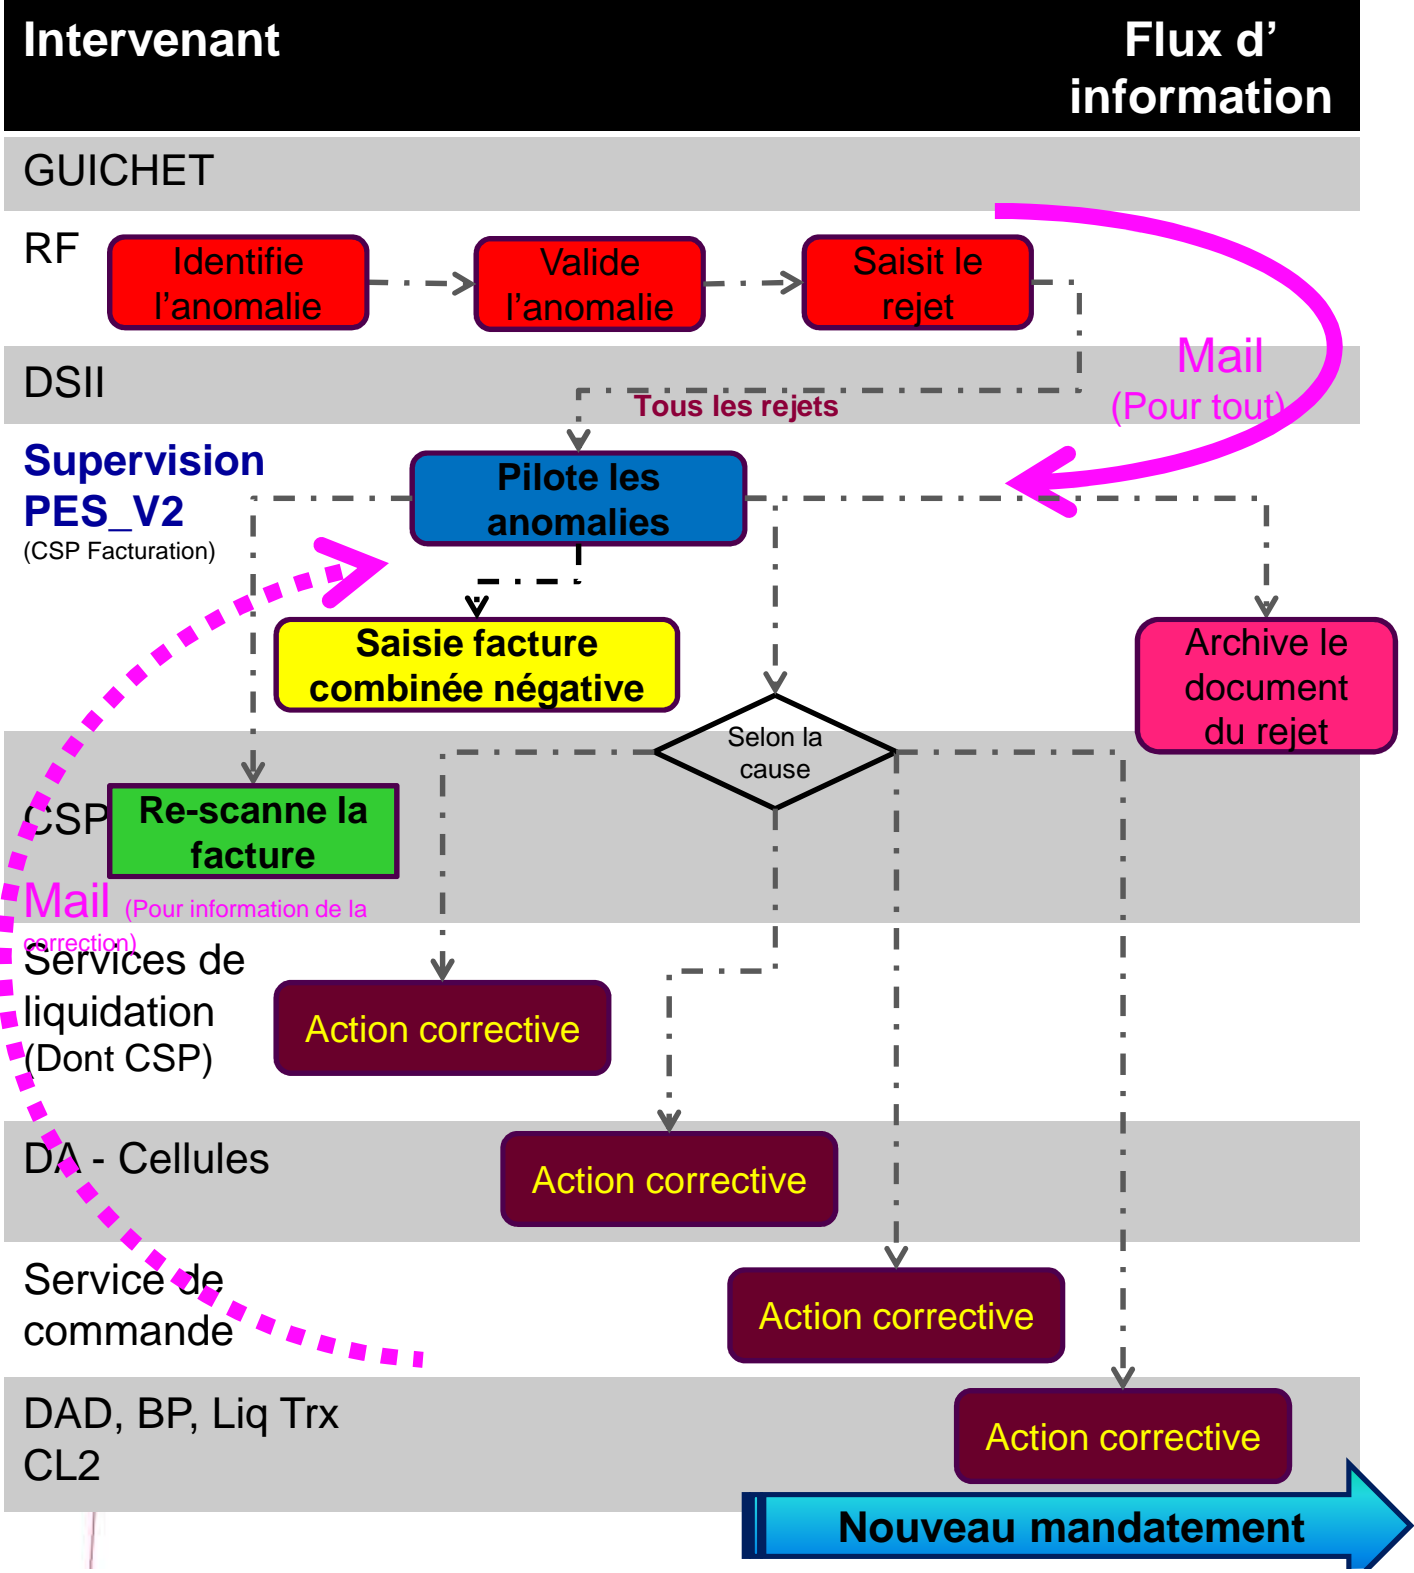 Intervenant
Flux d'
information
GUICHET
RF
Identifie
l'anomalie
Valide
l'anomalie
Saisit le
rejet
DSII
Mail
(Pour tout)
Tous les rejets
Supervision
PES_V2
(CSP Facturation)
Pilote les
anomalies
Saisie facture
combinée négative
Archive le
document
du rejet
Selon la
cause
CSP
Re-scanne la
facture
Mail (Pour information de la
correction)
Services de
liquidation
(Dont CSP)
Action corrective
DA - Cellules
Action corrective
Service de
commande
Action corrective
DAD, BP, Liq Trx
CL2
Action corrective
Nouveau mandatement